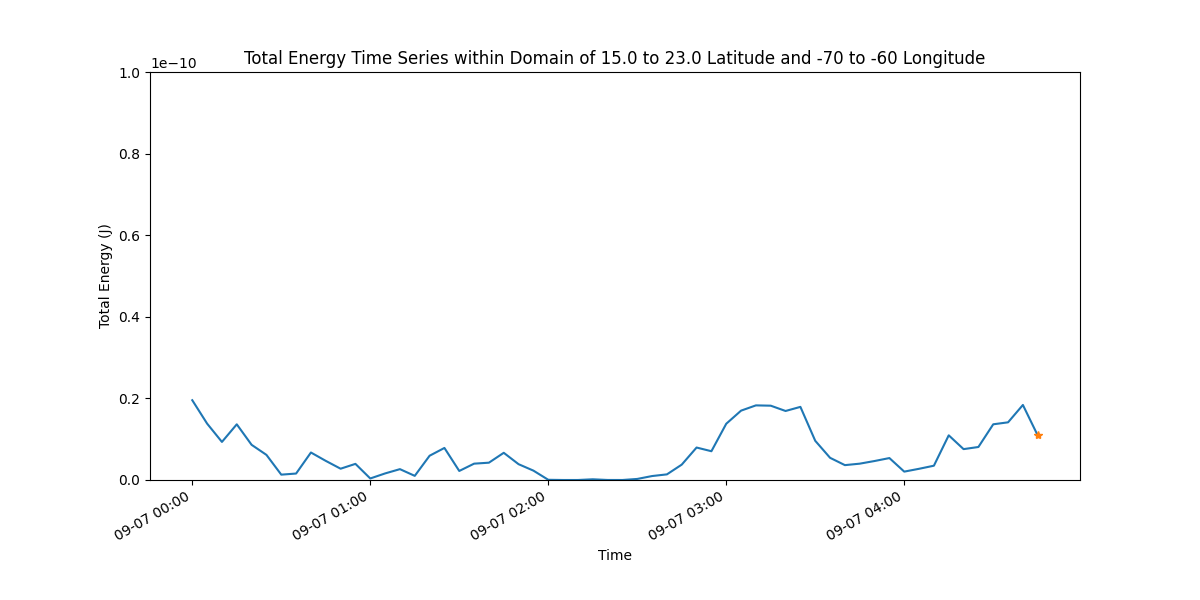 Total Energy Time Series within Domain of 15.0 to 23.0 Latitude and -70 to -60 Longitude
1e−10
1.0
0.8
0.6
0.4
0.2
0.0
Total Energy (J)
09-07 00:00
09-07 01:00
09-07 02:00
09-07 03:00
09-07 04:00
Time